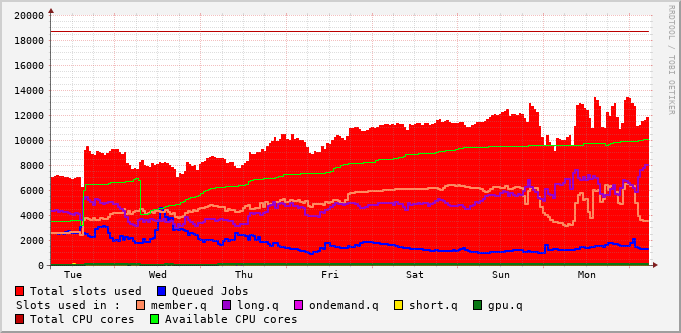 RRDTOOL / TOBI OETIKER
20000
18000
16000
14000
12000
10000
8000
6000
4000
2000
0
Tue Wed Thu Fri Sat Sun Mon
Total slots used Queued Jobs
Slots used in : member.q long.q ondemand.q short.q gpu.q
Total CPU cores Available CPU cores